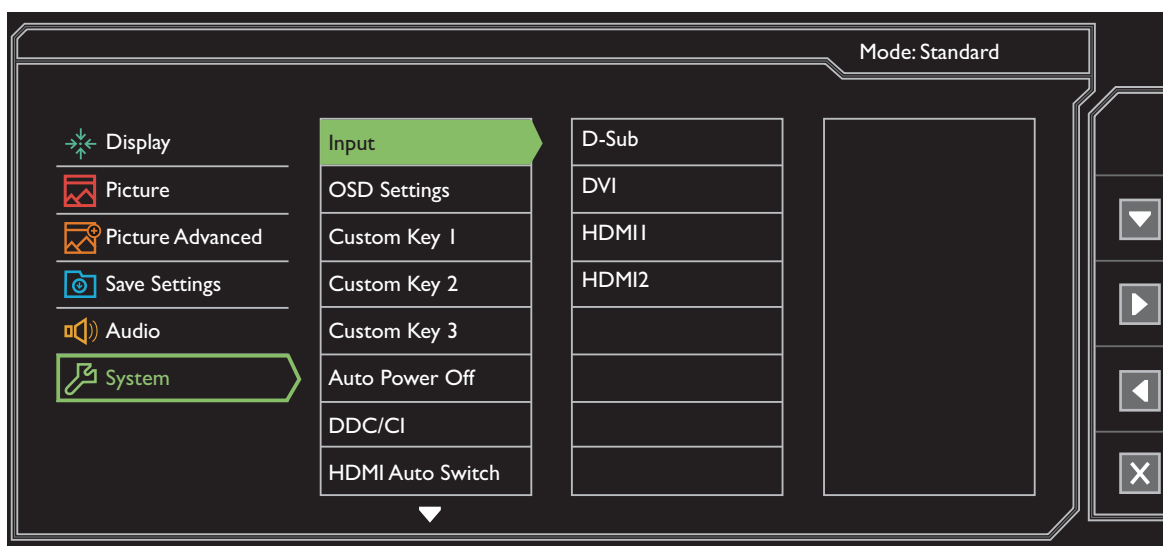 Mode: Standard
Display
Picture
Picture Advanced
Save Settings
Audio
System
Input
OSD Settings
Custom Key 1
Custom Key 2
Custom Key 3
Auto Power Off
DDC/CI
HDMI Auto Switch
D-Sub
DVI
HDMI1
HDMI2